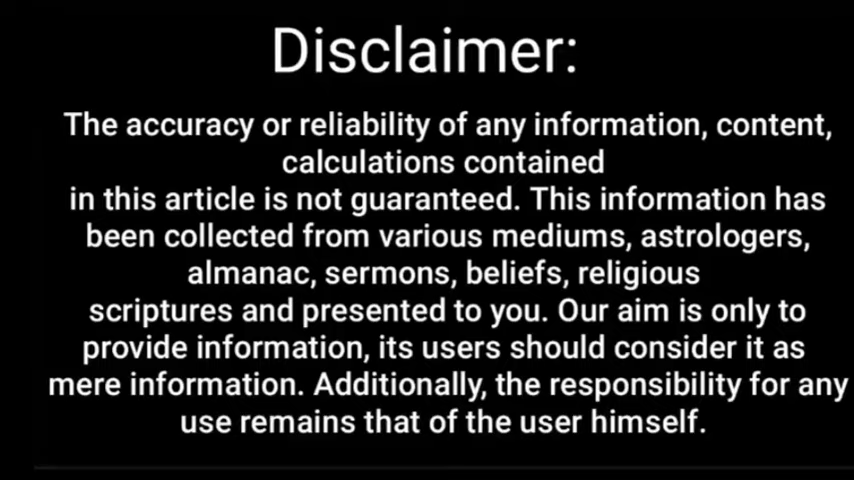 Disclaimer:
The accuracy or reliability of any information, content,
calculations contained
in this article is not guaranteed. This information has
been collected from various mediums, astrologers,
almanac, sermons, beliefs, religious
scriptures and presented to you. Our aim is only to
provide information, its users should consider it as
mere information. Additionally, the responsibility for any
use remains that of the user himself.